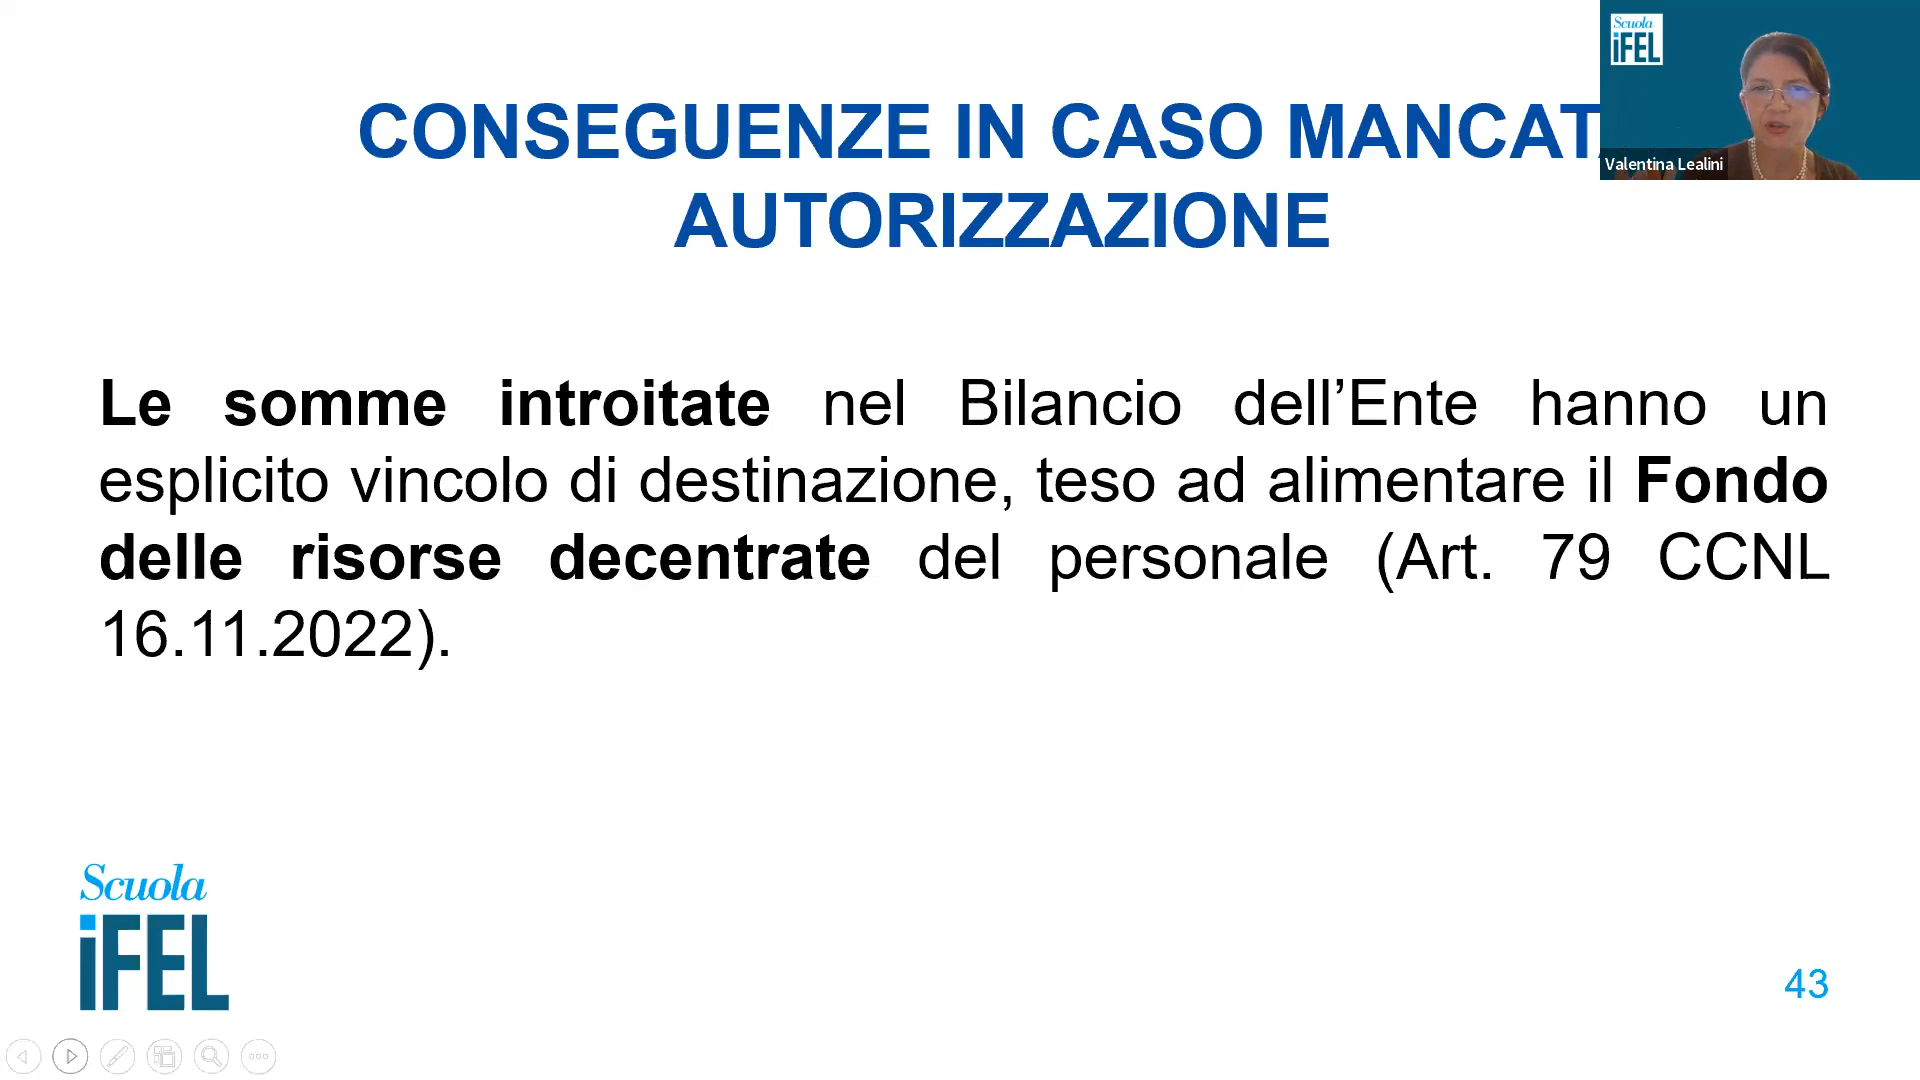 Scuola
iFEL
Valentina Lealini
CONSEGUENZE IN CASO MANCAT
AUTORIZZAZIONE
Le somme introitate nel Bilancio dell’Ente hanno un
esplicito vincolo di destinazione, teso ad alimentare il Fondo
delle risorse decentrate del personale (Art. 79 CCNL
16.11.2022).
Scuola
iFEL
43